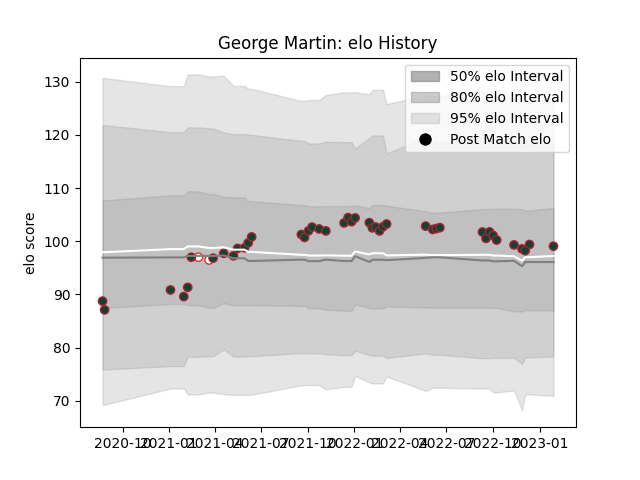 George Martin: elo History
elo score
130
120
110
100
90
80
70
50% elo Interval
80% elo Interval
95% elo Interval
Post Match elo
2020-10 2021-01 2021-04 2021-07 2021-10 2022-01 2022-04 2022-07 2022-10 2023-01